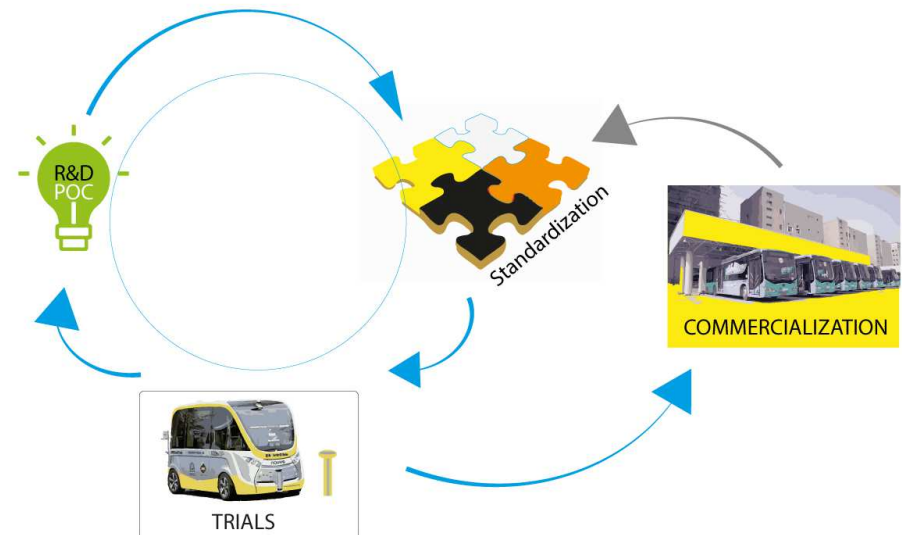 R&D
POC
Standardization
COMMERCIALIZATION
TRIALS